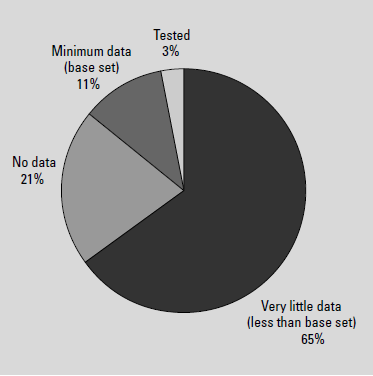 Tested
3%
Minimum data
(base set)
11%
No data
21%
Very little data
(less than base set)
65%